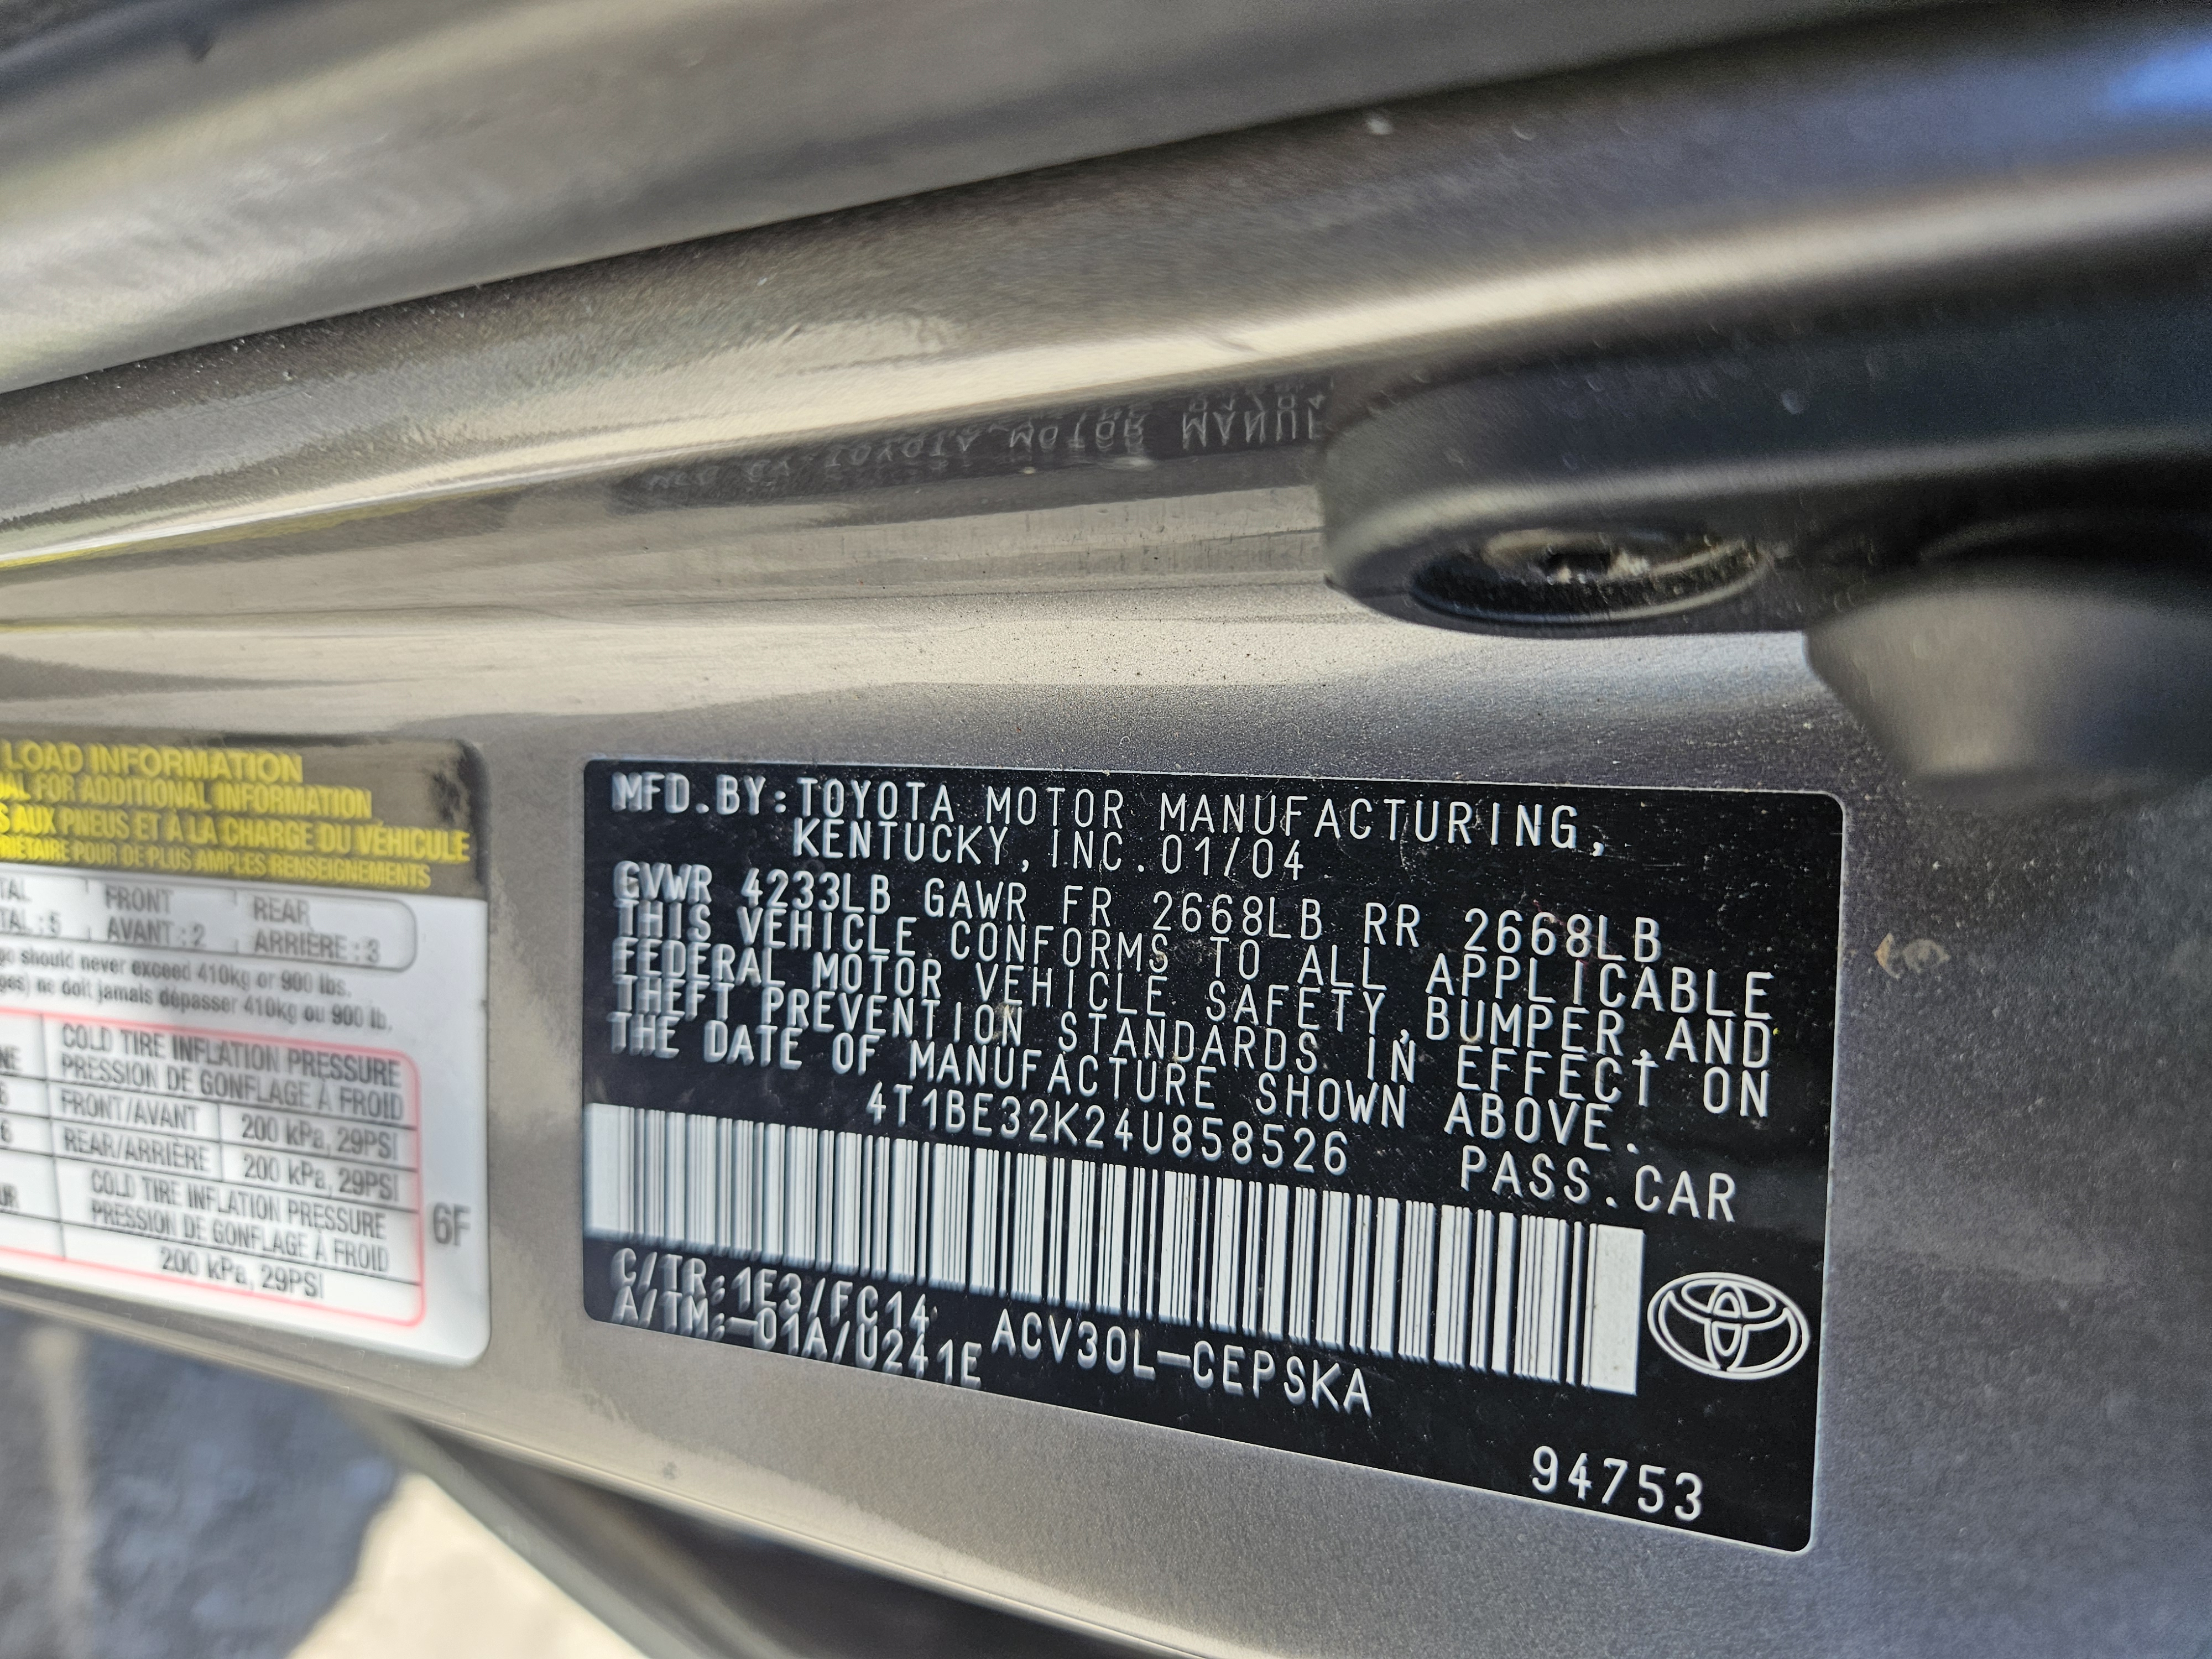 LOAD INFORMATION
FOR ADDITIONAL INFORMATION
AUX PNEUS ET À LA CHARGE DU VÉHICULE
POUR DE PLUS AMPLES RENSEIGNEMENTS
FRONT REAR
:5 AVANT:2 ARRIÈRE:3
should never exceed 410kg or 900 lbs.
ne doit jamais dépasser 410kg ou 900 lb.
COLD TIRE INFLATION PRESSURE
PRESSION DE GONFLAGE À FROID
FRONT/AVANT 200 kPa, 29PSI
REAR/ARRIÈRE 200 kPa, 29PSI
COLD TIRE INFLATION PRESSURE
PRESSION DE GONFLAGE À FROID
200 kPa, 29PSI
6F
MFD.BY:TOYOTA MOTOR MANUFACTURING,
KENTUCKY,INC.01/04
GVWR 4233LB GAWR FR 2668LB RR 2668LB
THIS VEHICLE CONFORMS TO ALL APPLICABLE
FEDERAL MOTOR VEHICLE SAFETY,BUMPER,AND
THEFT PREVENTION STANDARDS IN EFFECT ON
THE DATE OF MANUFACTURE SHOWN ABOVE.
4T1BE32K24U858526 PASS.CAR
C/TR:1E3/FC14
A/TM:-01A/U241E ACV30L-CEPSKA
94753